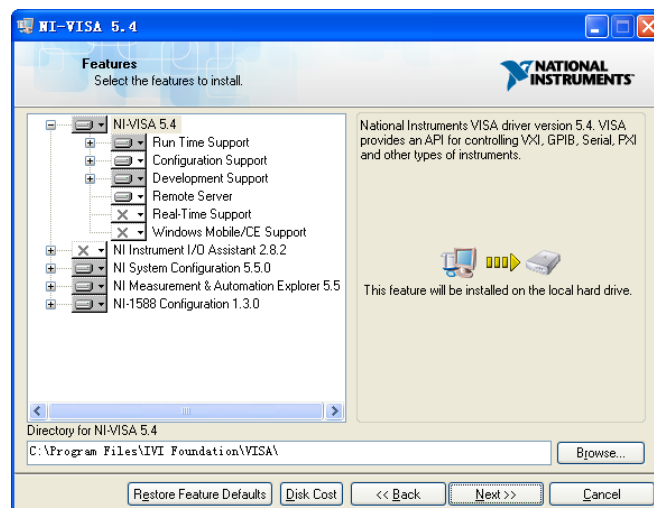 NI-VISA 5.4
Features
Select the features to install.
NATIONAL
INSTRUMENTS
NI-VISA 5.4
Run Time Support
Configuration Support
Development Support
Remote Server
Real-Time Support
Windows Mobile/CE Support
NI Instrument I/O Assistant 2.8.2
NI System Configuration 5.5.0
NI Measurement & Automation Explorer 5.5
NI-1588 Configuration 1.3.0
National Instruments VISA driver version 5.4. VISA
provides an API for controlling VXI, GPIB, Serial, PXI
and other types of instruments.
This feature will be installed on the local hard drive.
Directory for NI-VISA 5.4
C:\Program Files\IVI Foundation\VISA\
Browse...
Restore Feature Defaults
Disk Cost
<< Back
Next >>
Cancel